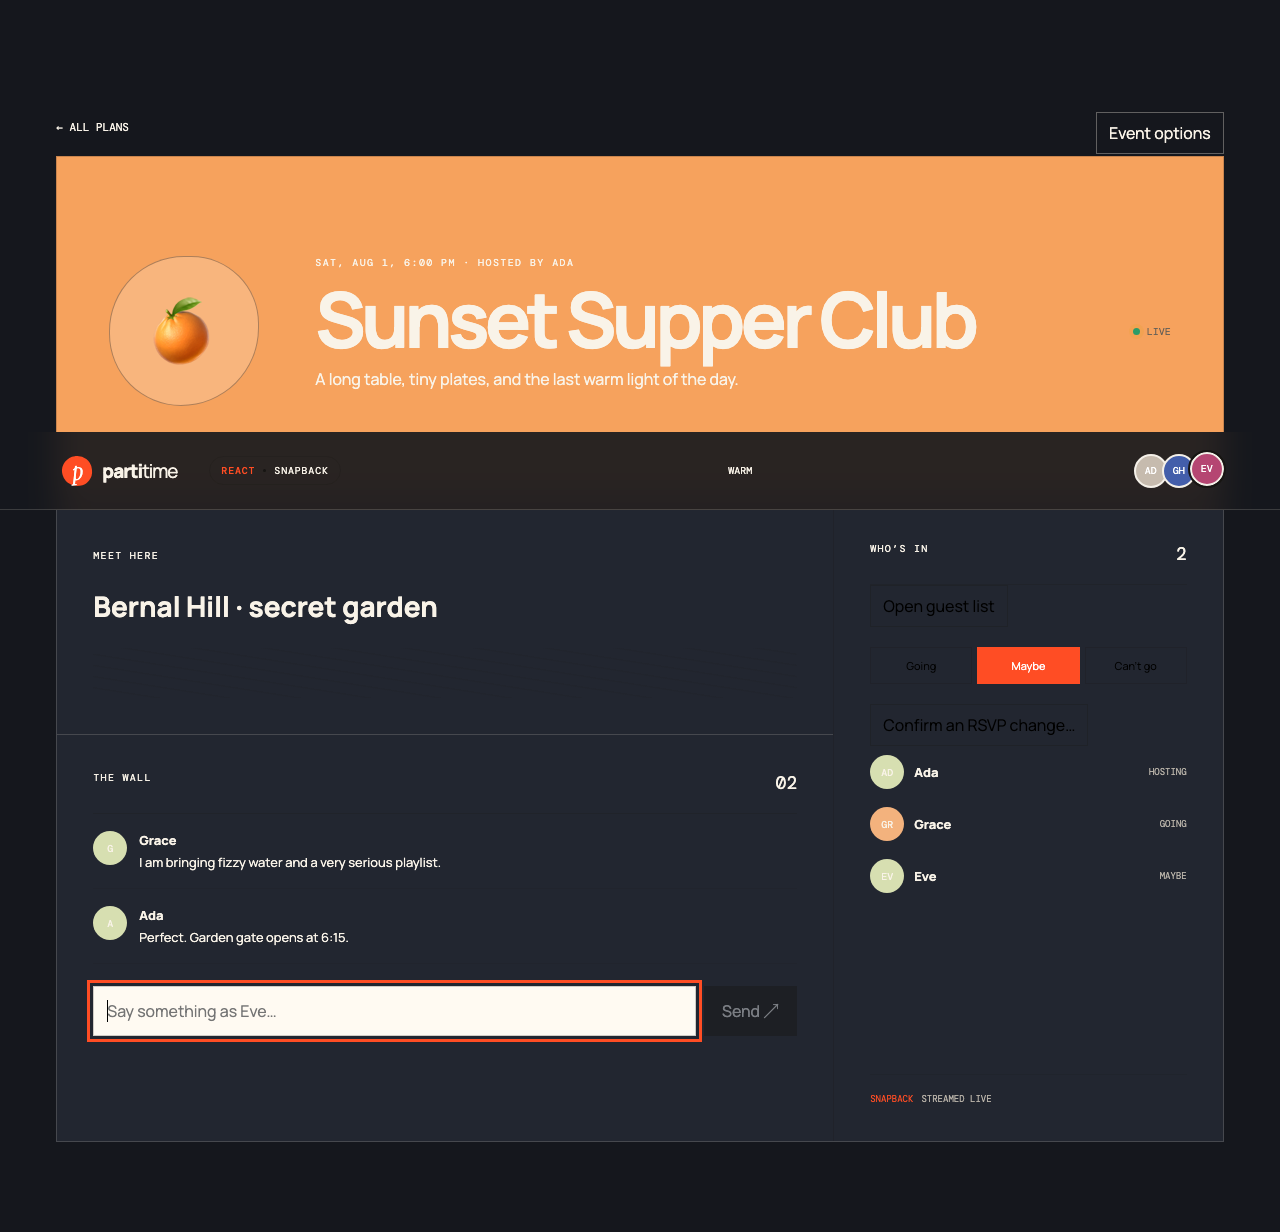 ← ALL PLANS
Event options
SAT, AUG 1, 6:00 PM · HOSTED BY ADA
Sunset Supper Club
A long table, tiny plates, and the last warm light of the day.
LIVE
p partitime
REACT · SNAPBACK
WARM
AD GH EV
MEET HERE
Bernal Hill · secret garden
THE WALL
02
G
Grace
I am bringing fizzy water and a very serious playlist.
A
Ada
Perfect. Garden gate opens at 6:15.
Say something as Eve…
Send ↗
WHO'S IN
2
Open guest list
Going
Maybe
Can't go
Confirm an RSVP change…
AD
Ada
HOSTING
GR
Grace
GOING
EV
Eve
MAYBE
SNAPBACK STREAMED LIVE